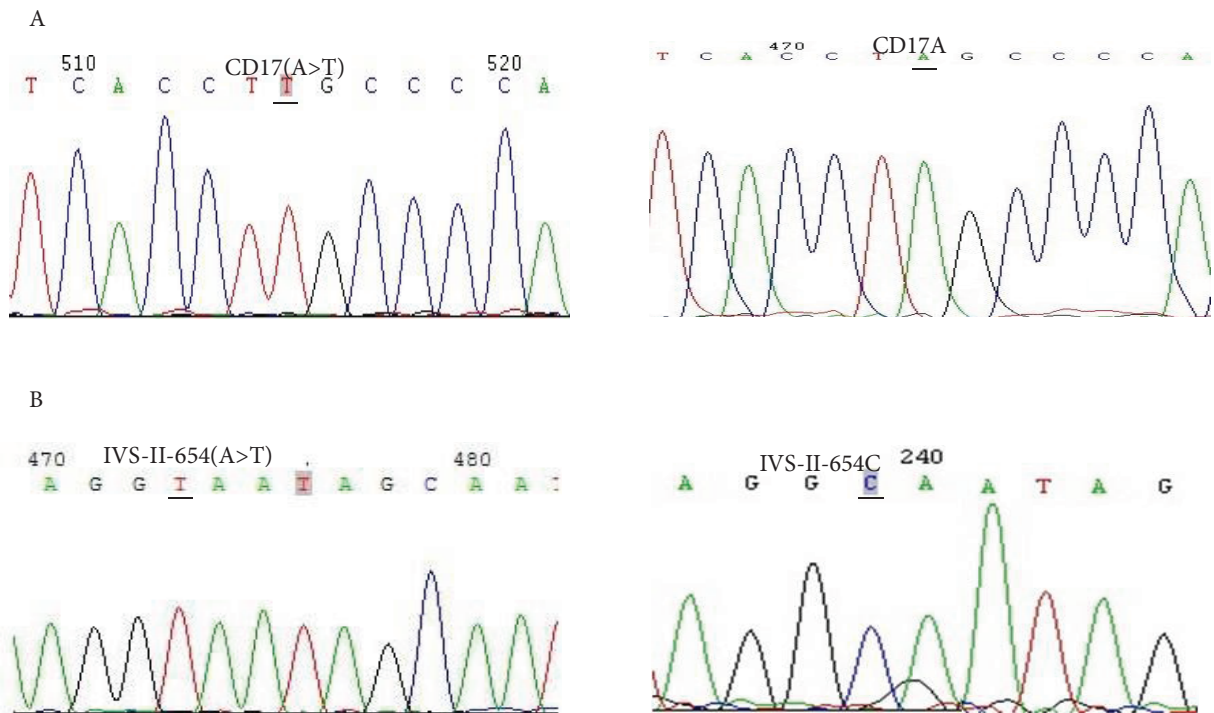 A
510 CD17(A>T) 520
T C A C C T T G C C C C A
470 CD17A
T C A C C T A G C C C C A
B
470 IVS-II-654(A>T) 480
A G G T A A T A G C A A T
IVS-II-654C 240
A G G C A A T A G